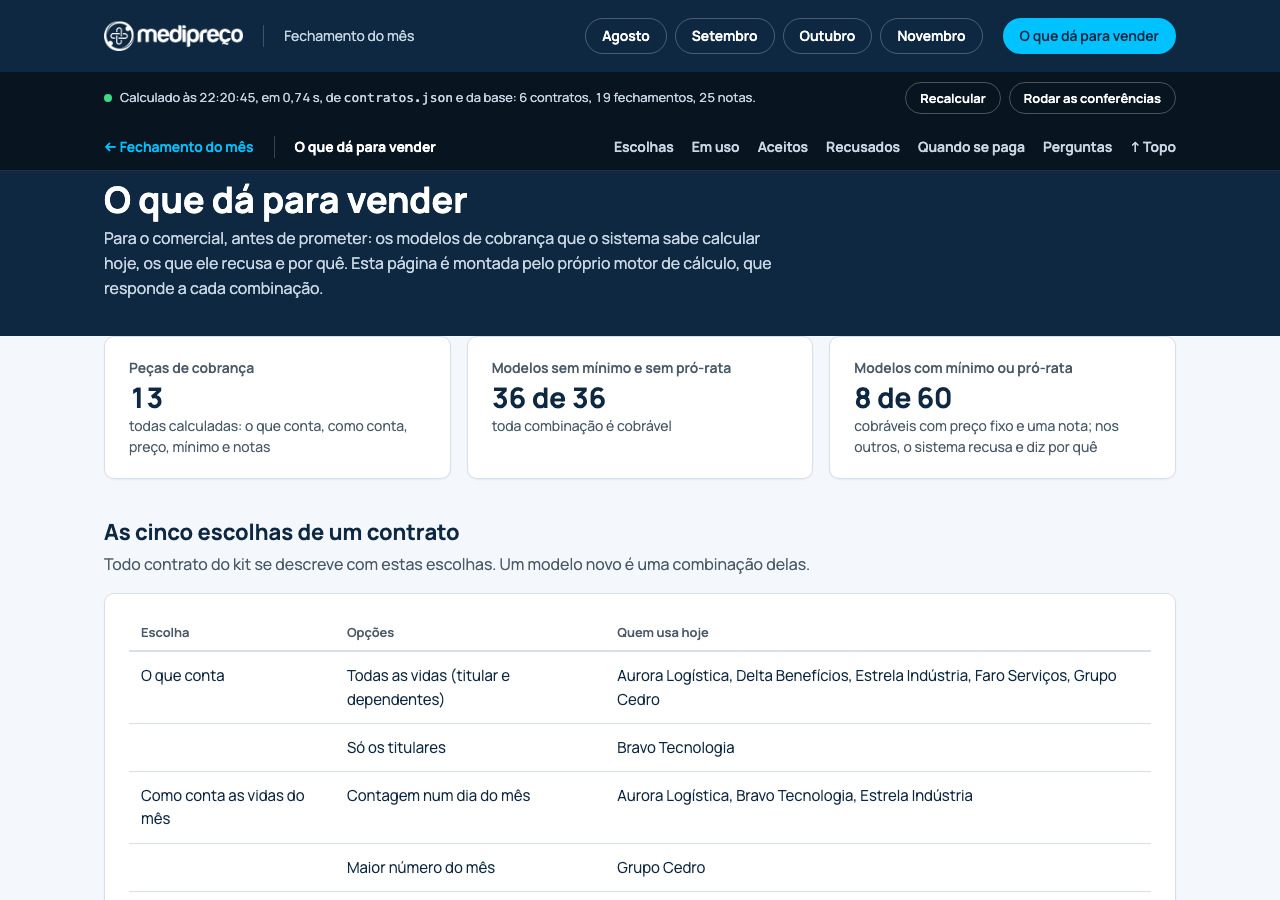 medipreço
Fechamento do mês
Agosto
Setembro
Outubro
Novembro
O que dá para vender
Calculado às 22:20:45, em 0,74 s, de contratos.json e da base: 6 contratos, 19 fechamentos, 25 notas.
Recalcular
Rodar as conferências
← Fechamento do mês
O que dá para vender
Escolhas
Em uso
Aceitos
Recusados
Quando se paga
Perguntas
↑ Topo
O que dá para vender
Para o comercial, antes de prometer: os modelos de cobrança que o sistema sabe calcular
hoje, os que ele recusa e por quê. Esta página é montada pelo próprio motor de cálculo, que
responde a cada combinação.
Peças de cobrança
13
todas calculadas: o que conta, como conta,
preço, mínimo e notas
Modelos sem mínimo e sem pró-rata
36 de 36
toda combinação é cobrável
Modelos com mínimo ou pró-rata
8 de 60
cobráveis com preço fixo e uma nota; nos
outros, o sistema recusa e diz por quê
As cinco escolhas de um contrato
Todo contrato do kit se descreve com estas escolhas. Um modelo novo é uma combinação delas.
Escolha
Opções
Quem usa hoje
O que conta
Todas as vidas (titular e
dependentes)
Aurora Logística, Delta Benefícios, Estrela Indústria, Faro Serviços, Grupo
Cedro
Só os titulares
Bravo Tecnologia
Como conta as vidas do
mês
Contagem num dia do mês
Aurora Logística, Bravo Tecnologia, Estrela Indústria
Maior número do mês
Grupo Cedro